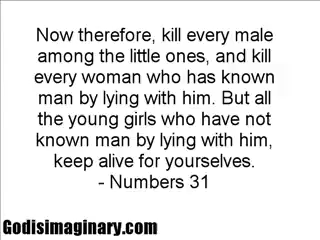 Now therefore, kill every male
among the little ones, and kill
every woman who has known
man by lying with him. But all
the young girls who have not
known man by lying with him,
keep alive for yourselves.
- Numbers 31
Godisimaginary.com